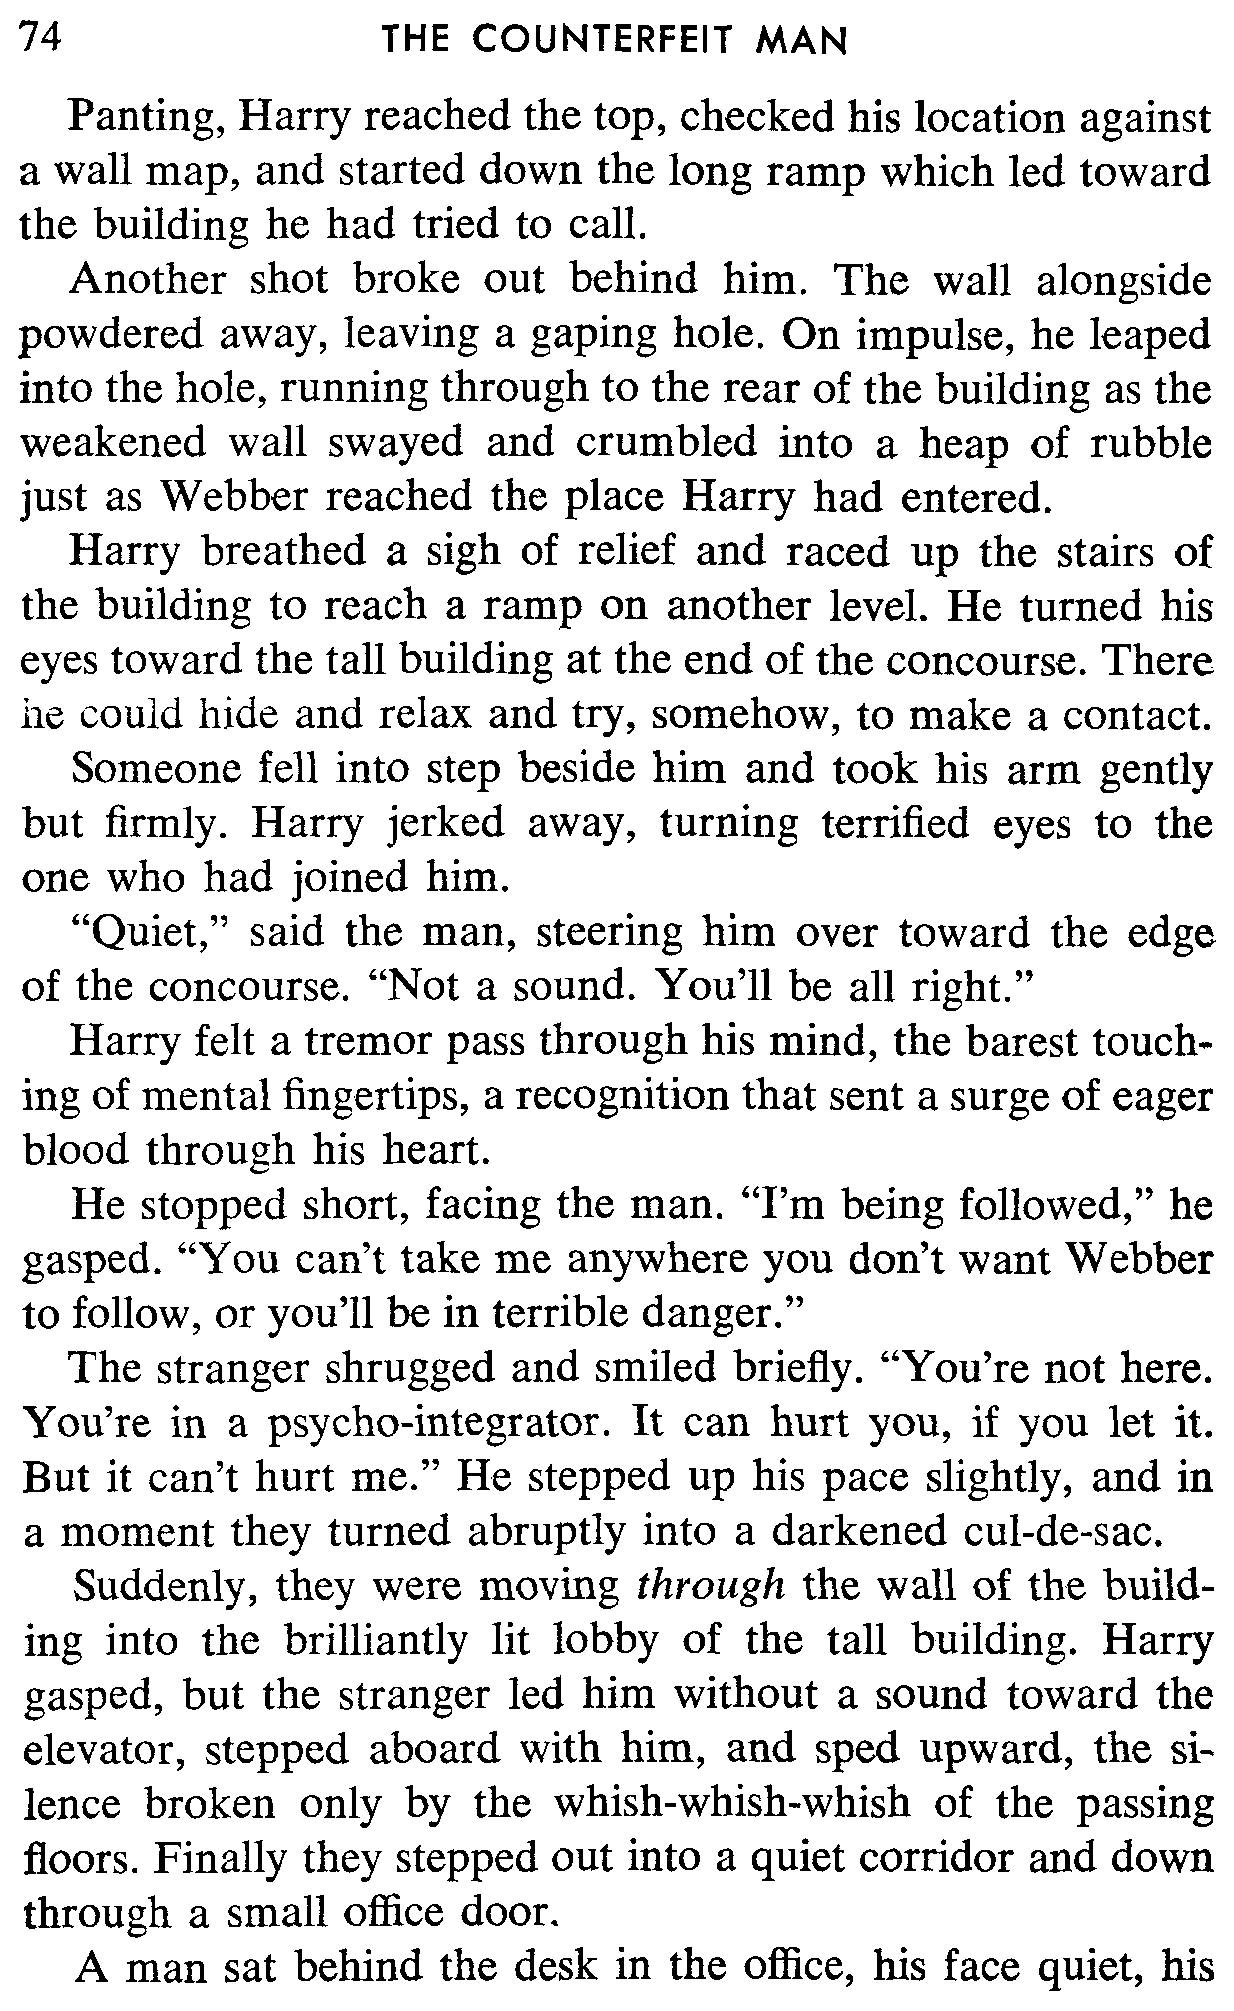 74 THE COUNTERFEIT MAN
Panting, Harry reached the top, checked his location against
a wall map, and started down the long ramp which led toward
the building he had tried to call.
Another shot broke out behind him. The wall alongside
powdered away, leaving a gaping hole. On impulse, he leaped
into the hole, running through to the rear of the building as the
weakened wall swayed and crumbled into a heap of rubble
just as Webber reached the place Harry had entered.
Harry breathed a sigh of relief and raced up the stairs of
the building to reach a ramp on another level. He turned his
eyes toward the tall building at the end of the concourse. There
he could hide and relax and try, somehow, to make a contact.
Someone fell into step beside him and took his arm gently
but firmly. Harry jerked away, turning terrified eyes to the
one who had joined him.
“Quiet,” said the man, steering him over toward the edge
of the concourse. “Not a sound. You’ll be all right.”
Harry felt a tremor pass through his mind, the barest touch-
ing of mental fingertips, a recognition that sent a surge of eager
blood through his heart.
He stopped short, facing the man. “I’m being followed,” he
gasped. “You can’t take me anywhere you don’t want Webber
to follow, or you’ll be in terrible danger.”
The stranger shrugged and smiled briefly. “You’re not here.
You’re in a psycho-integrator. It can hurt you, if you let it.
But it can’t hurt me.” He stepped up his pace slightly, and in
a moment they turned abruptly into a darkened cul-de-sac.
Suddenly, they were moving through the wall of the build-
ing into the brilliantly lit lobby of the tall building. Harry
gasped, but the stranger led him without a sound toward the
elevator, stepped aboard with him, and sped upward, the si-
lence broken only by the whish-whish-whish of the passing
floors. Finally they stepped out into a quiet corridor and down
through a small office door.
A man sat behind the desk in the office, his face quiet, his